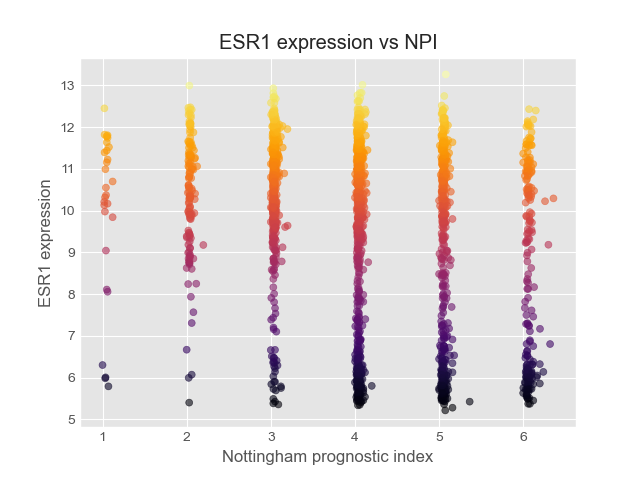 ESR1 expression vs NPI
13
12
11
10
9
8
7
6
5
ESR1 expression
1 2 3 4 5 6
Nottingham prognostic index